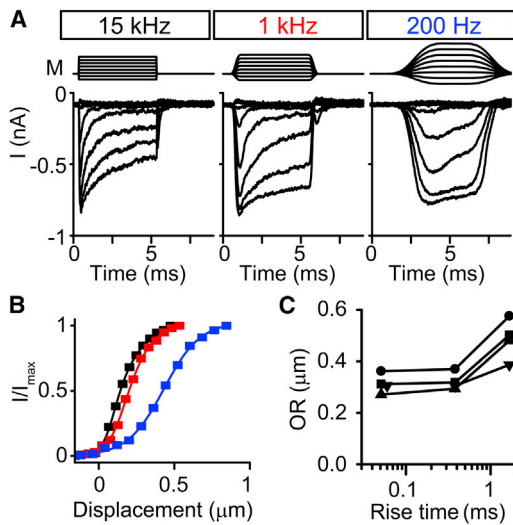 A
15 kHz
1 kHz
200 Hz
M
I (nA)
0
-0.5
-1
0
5
0
5
0
5
Time (ms)
Time (ms)
Time (ms)
B
I/Imax
1
0.5
0
0
0.5
1
Displacement (μm)
C
OR (μm)
0.6
0.4
0.2
0.0
0.1
1
Rise time (ms)